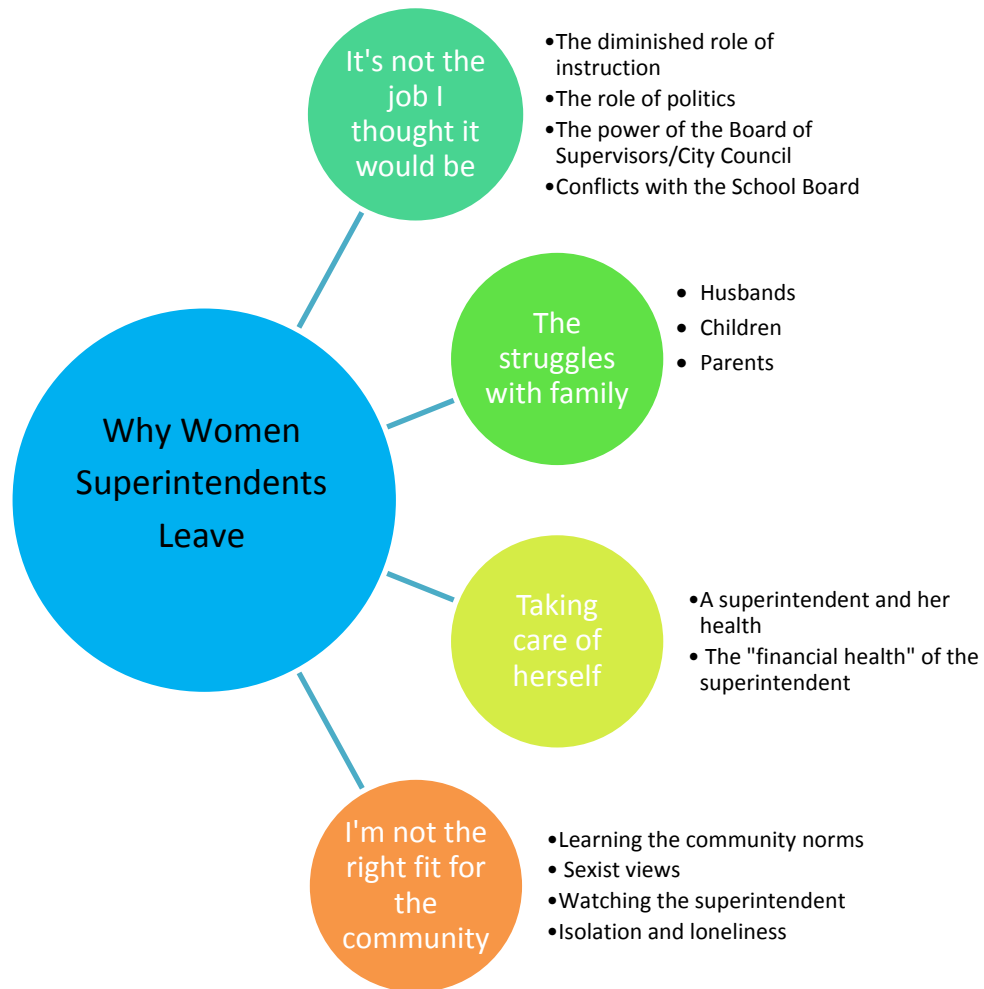 It's not the
job I
thought it
would be
•The diminished role of
instruction
•The role of politics
•The power of the Board of
Supervisors/City Council
•Conflicts with the School Board
The
struggles
with family
• Husbands
• Children
• Parents
Why Women
Superintendents
Leave
Taking
care of
herself
•A superintendent and her
health
• The "financial health" of the
superintendent
I'm not the
right fit for
the
community
•Learning the community norms
• Sexist views
•Watching the superintendent
•Isolation and loneliness